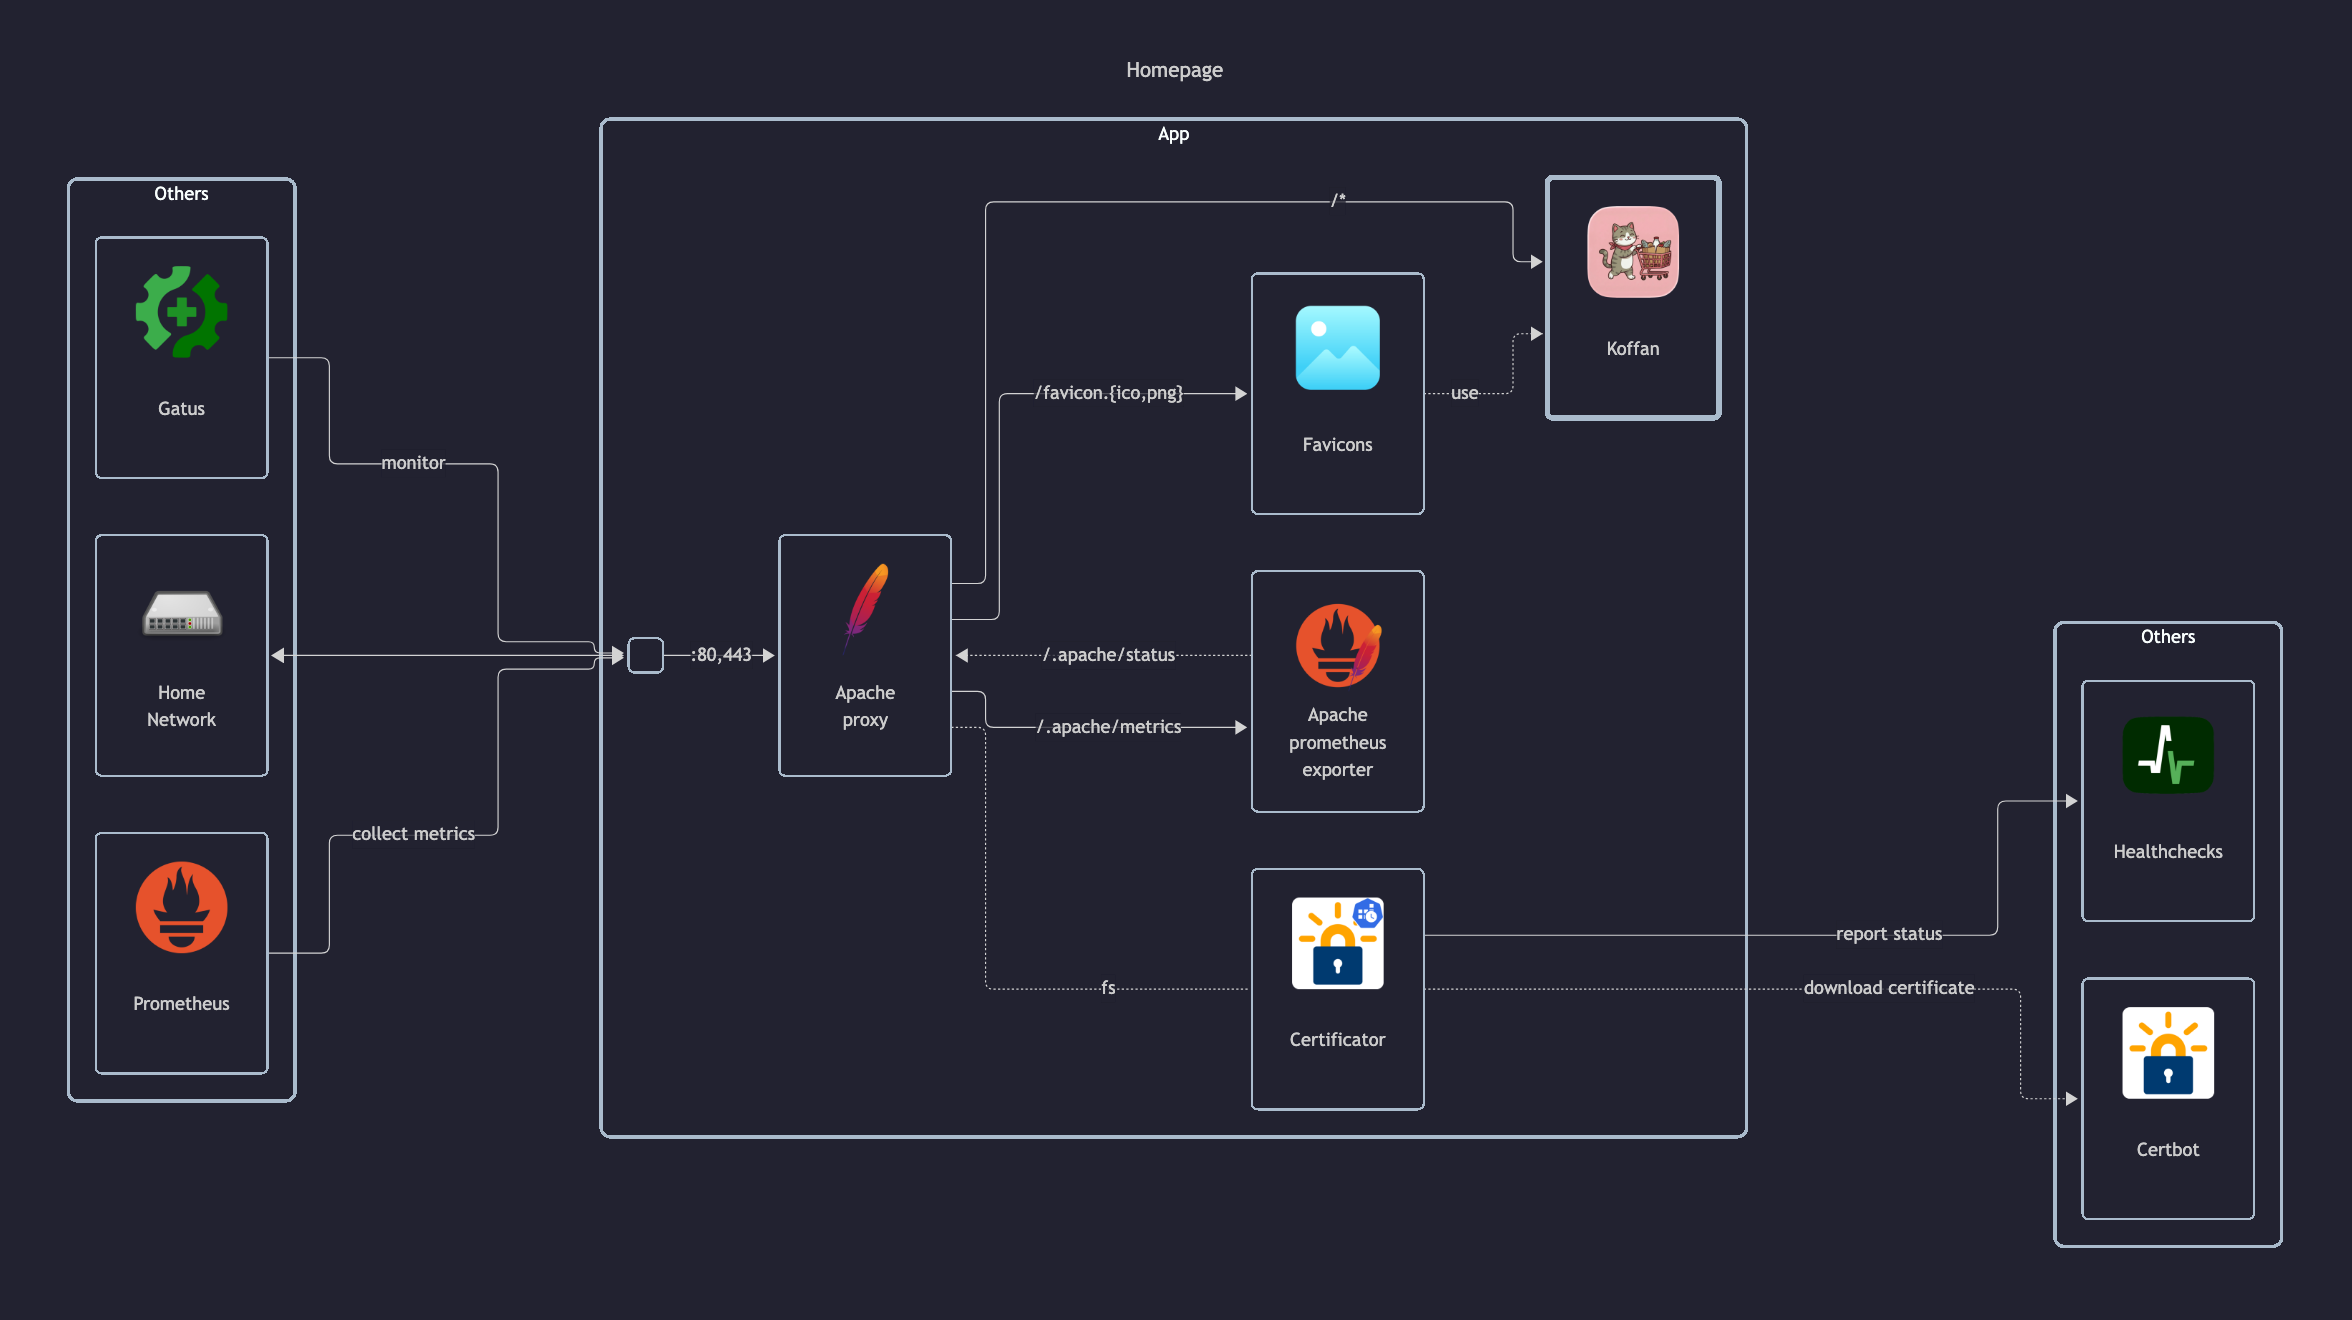 Homepage
App
Others
Gatus
monitor
Home
Network
collect metrics
Prometheus
:80,443
Apache
proxy
/*
/favicon.{ico,png}
Favicons
use
Koffan
/.apache/status
/.apache/metrics
Apache
prometheus
exporter
fs
Certificator
report status
download certificate
Others
Healthchecks
Certbot